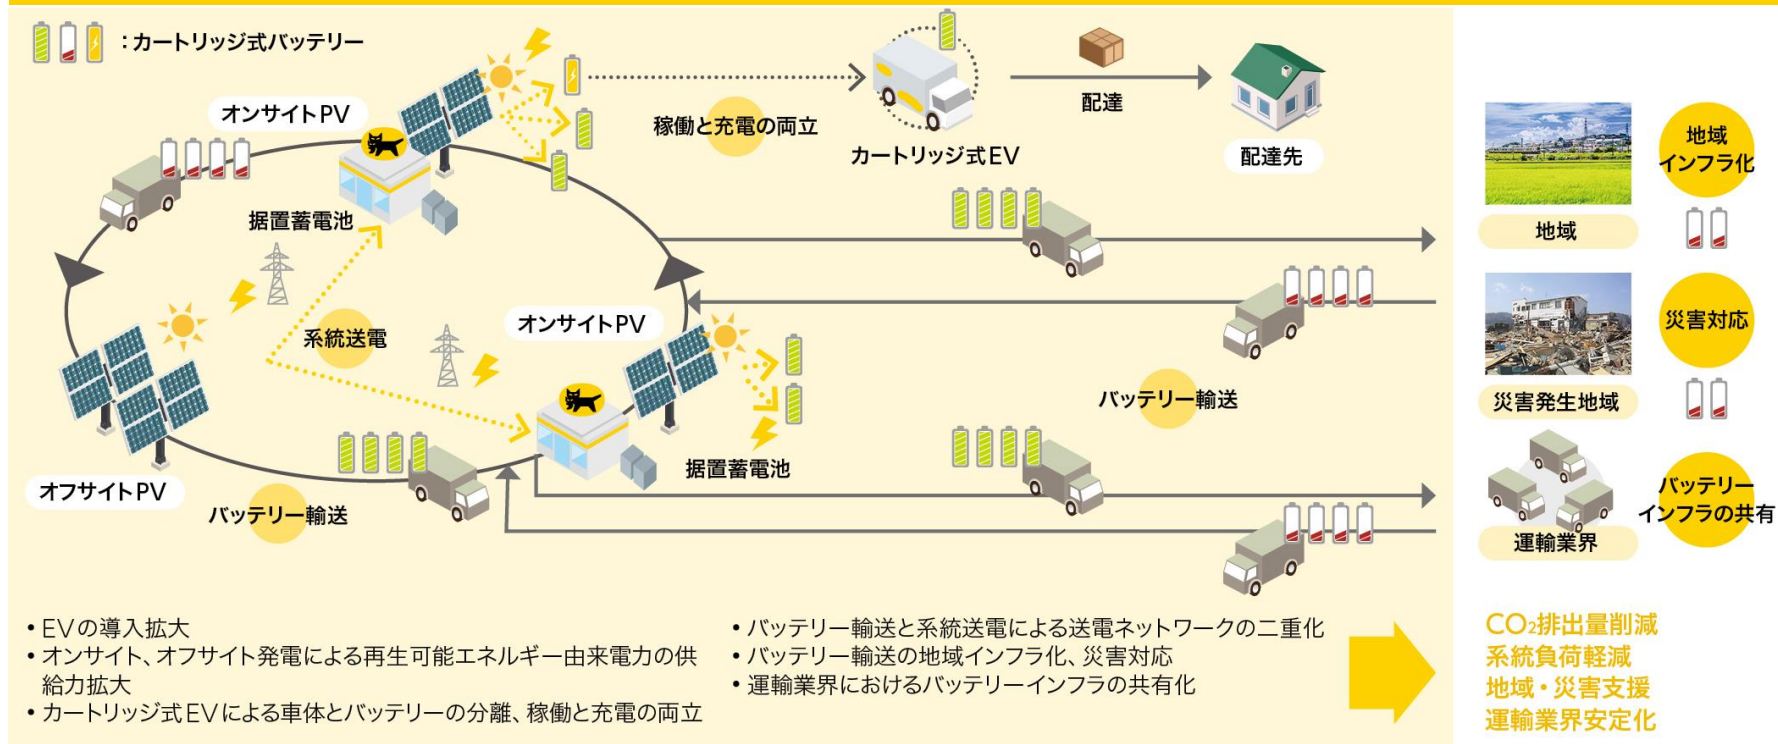 ：カートリッジ式バッテリー
オンサイトPV
稼働と充電の両立
カートリッジ式EV
配達
配達先
据置蓄電池
系統送電
オンサイトPV
据置蓄電池
オフサイトPV
バッテリー輸送
バッテリー輸送
地域
地域
インフラ化
災害発生地域
災害対応
運輸業界
バッテリー
インフラの共有
• EVの導入拡大
• オンサイト、オフサイト発電による再生可能エネルギー由来電力の供
給力拡大
• カートリッジ式EVによる車体とバッテリーの分離、稼働と充電の両立
• バッテリー輸送と系統送電による送電ネットワークの二重化
• バッテリー輸送の地域インフラ化、災害対応
• 運輸業界におけるバッテリーインフラの共有化
CO₂排出量削減
系統負荷軽減
地域・災害支援
運輸業界安定化